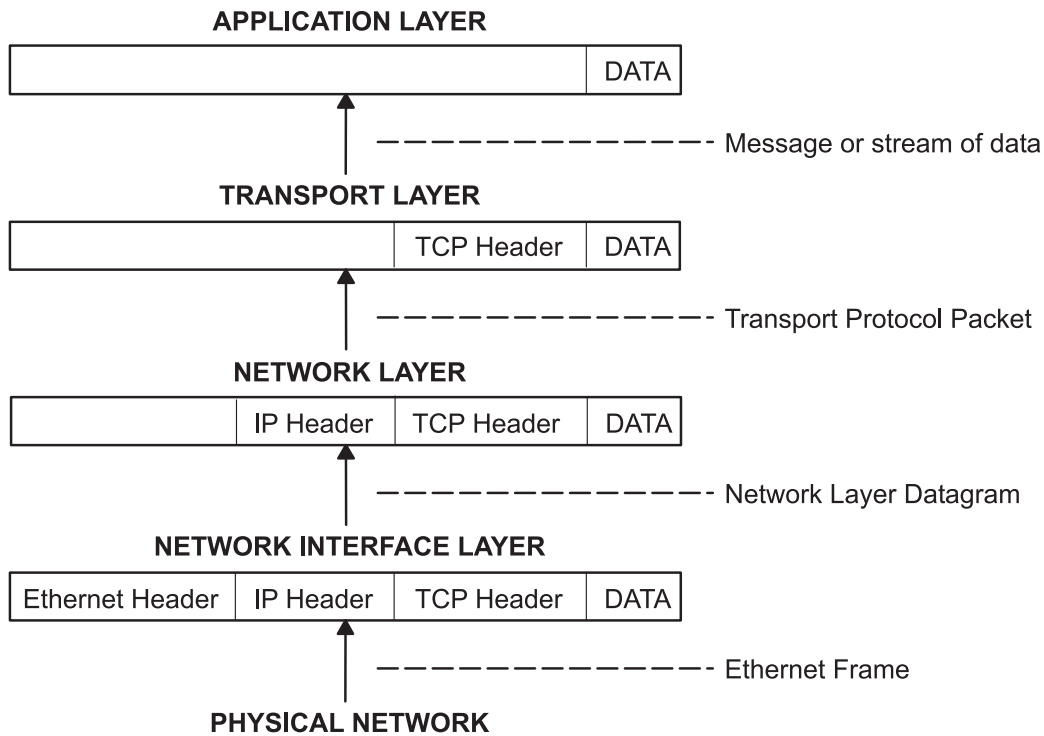 APPLICATION LAYER
DATA
Message or stream of data
TRANSPORT LAYER
TCP Header DATA
Transport Protocol Packet
NETWORK LAYER
IP Header TCP Header DATA
Network Layer Datagram
NETWORK INTERFACE LAYER
Ethernet Header IP Header TCP Header DATA
Ethernet Frame
PHYSICAL NETWORK